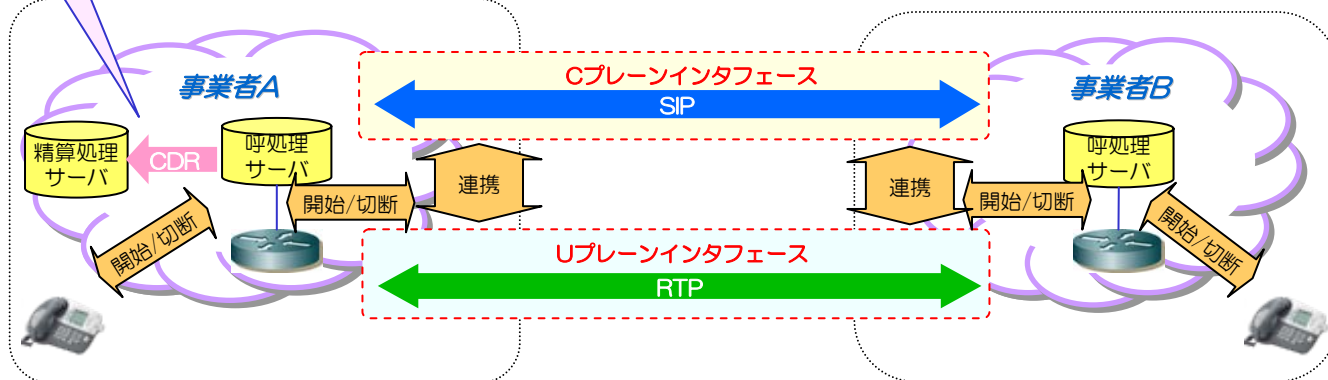 Cプレーンインタフェース
SIP
事業者A
事業者B
精算処理
サーバ
CDR
呼処理
サーバ
連携
開始/切断
開始/切断
呼処理
サーバ
連携
開始/切断
開始/切断
Uプレーンインタフェース
RTP